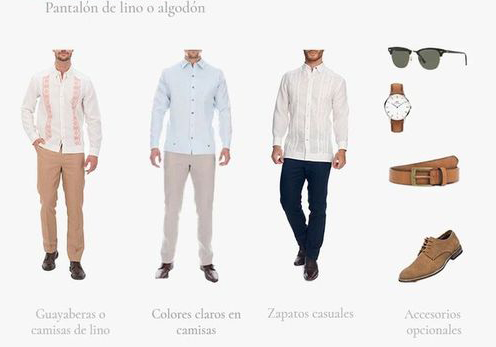 Pantalón de lino o algodón
Guayaberas o
camisas de lino
Colores claros en
camisas
Zapatos casuales
Accesorios
opcionales